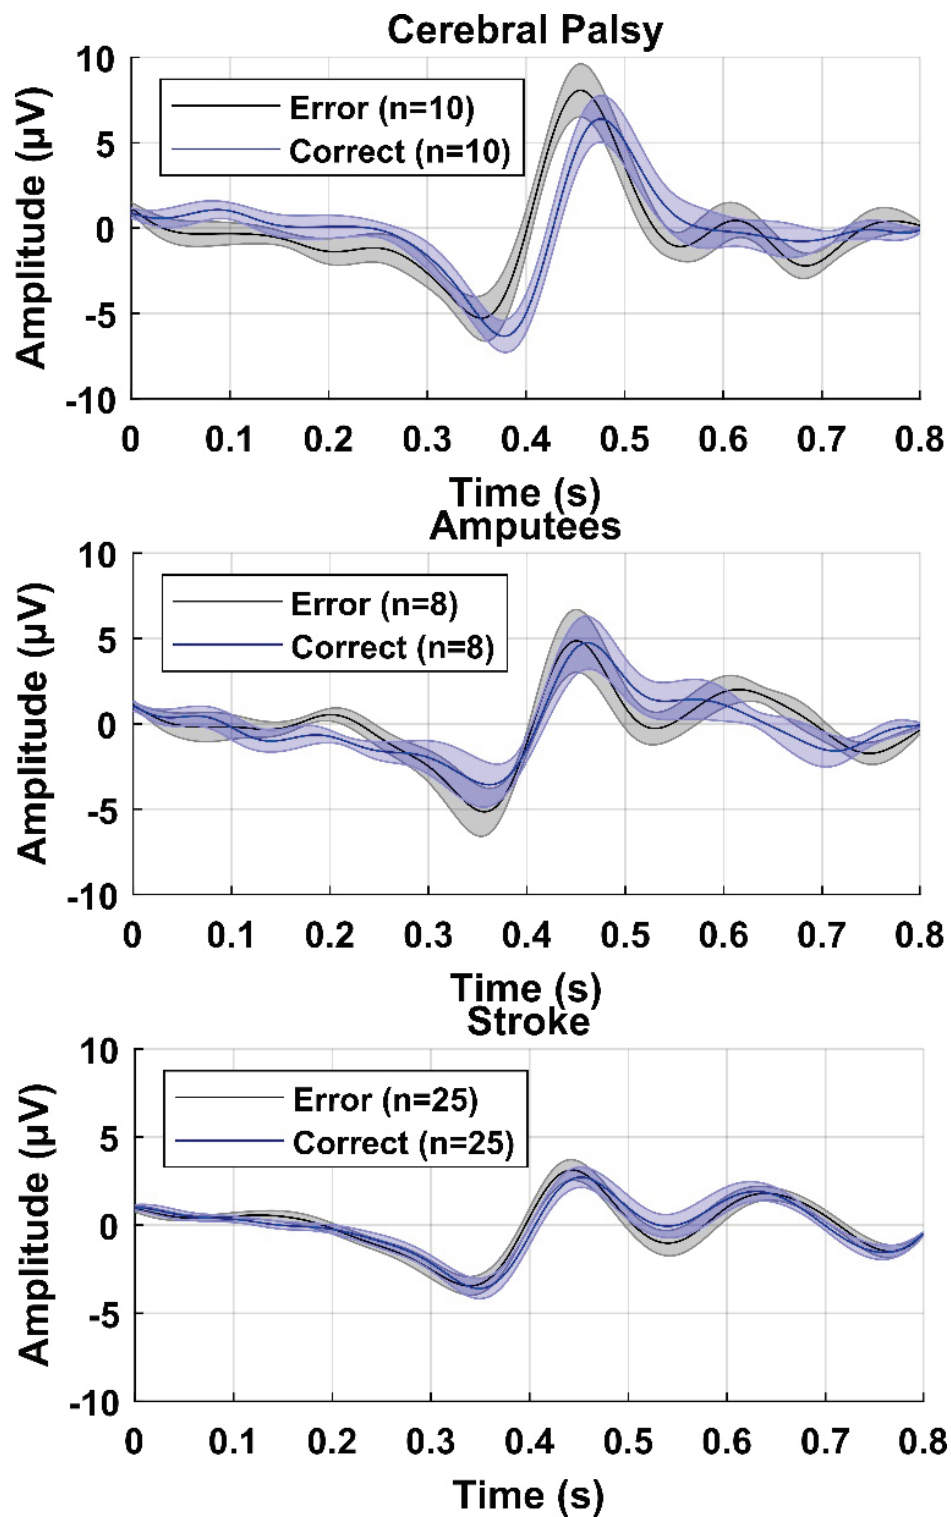 Cerebral Palsy
Amplitude (µV)
10
5
0
-5
-10
Error (n=10)
Correct (n=10)
0 0.1 0.2 0.3 0.4 0.5 0.6 0.7 0.8
Time (s)
Amputees
Amplitude (µV)
10
5
0
-5
-10
Error (n=8)
Correct (n=8)
0 0.1 0.2 0.3 0.4 0.5 0.6 0.7 0.8
Time (s)
Stroke
Amplitude (µV)
10
5
0
-5
-10
Error (n=25)
Correct (n=25)
0 0.1 0.2 0.3 0.4 0.5 0.6 0.7 0.8
Time (s)